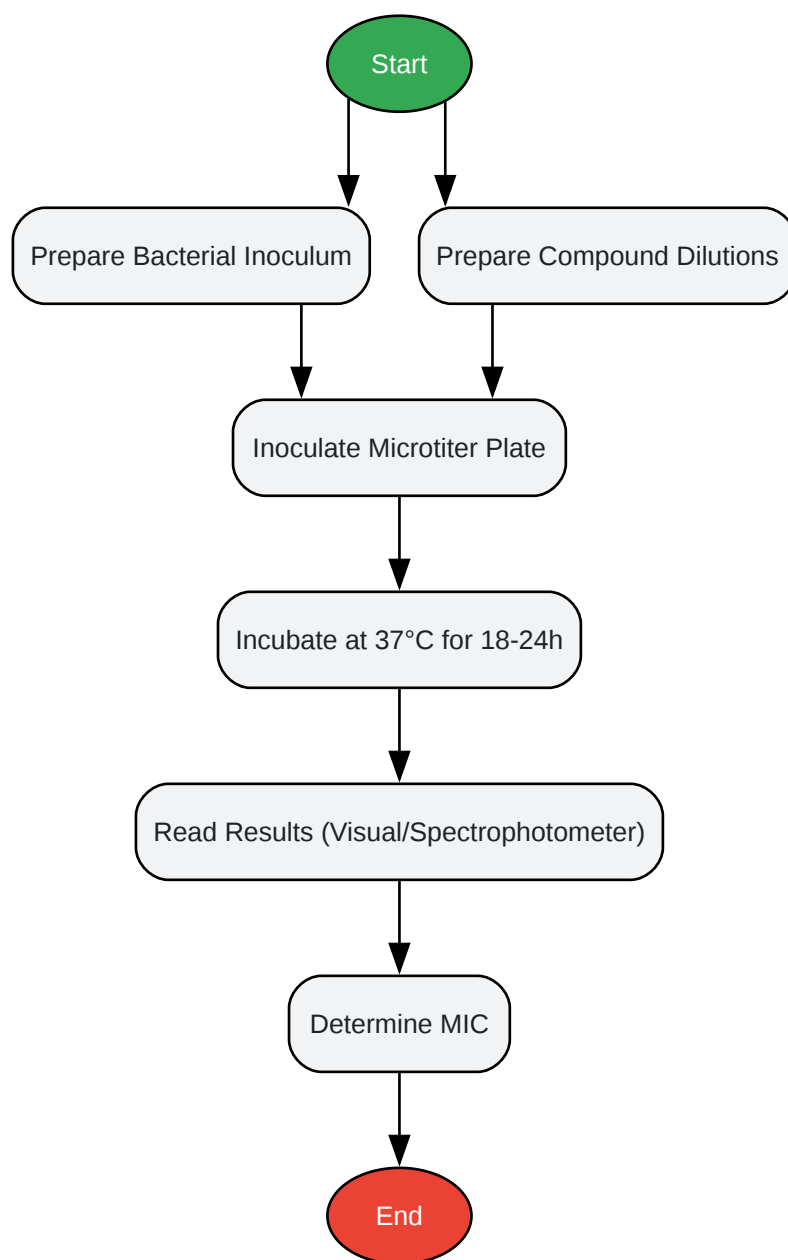 Start
Prepare Bacterial Inoculum
Prepare Compound Dilutions
Inoculate Microtiter Plate
Incubate at 37°C for 18-24h
Read Results (Visual/Spectrophotometer)
Determine MIC
End